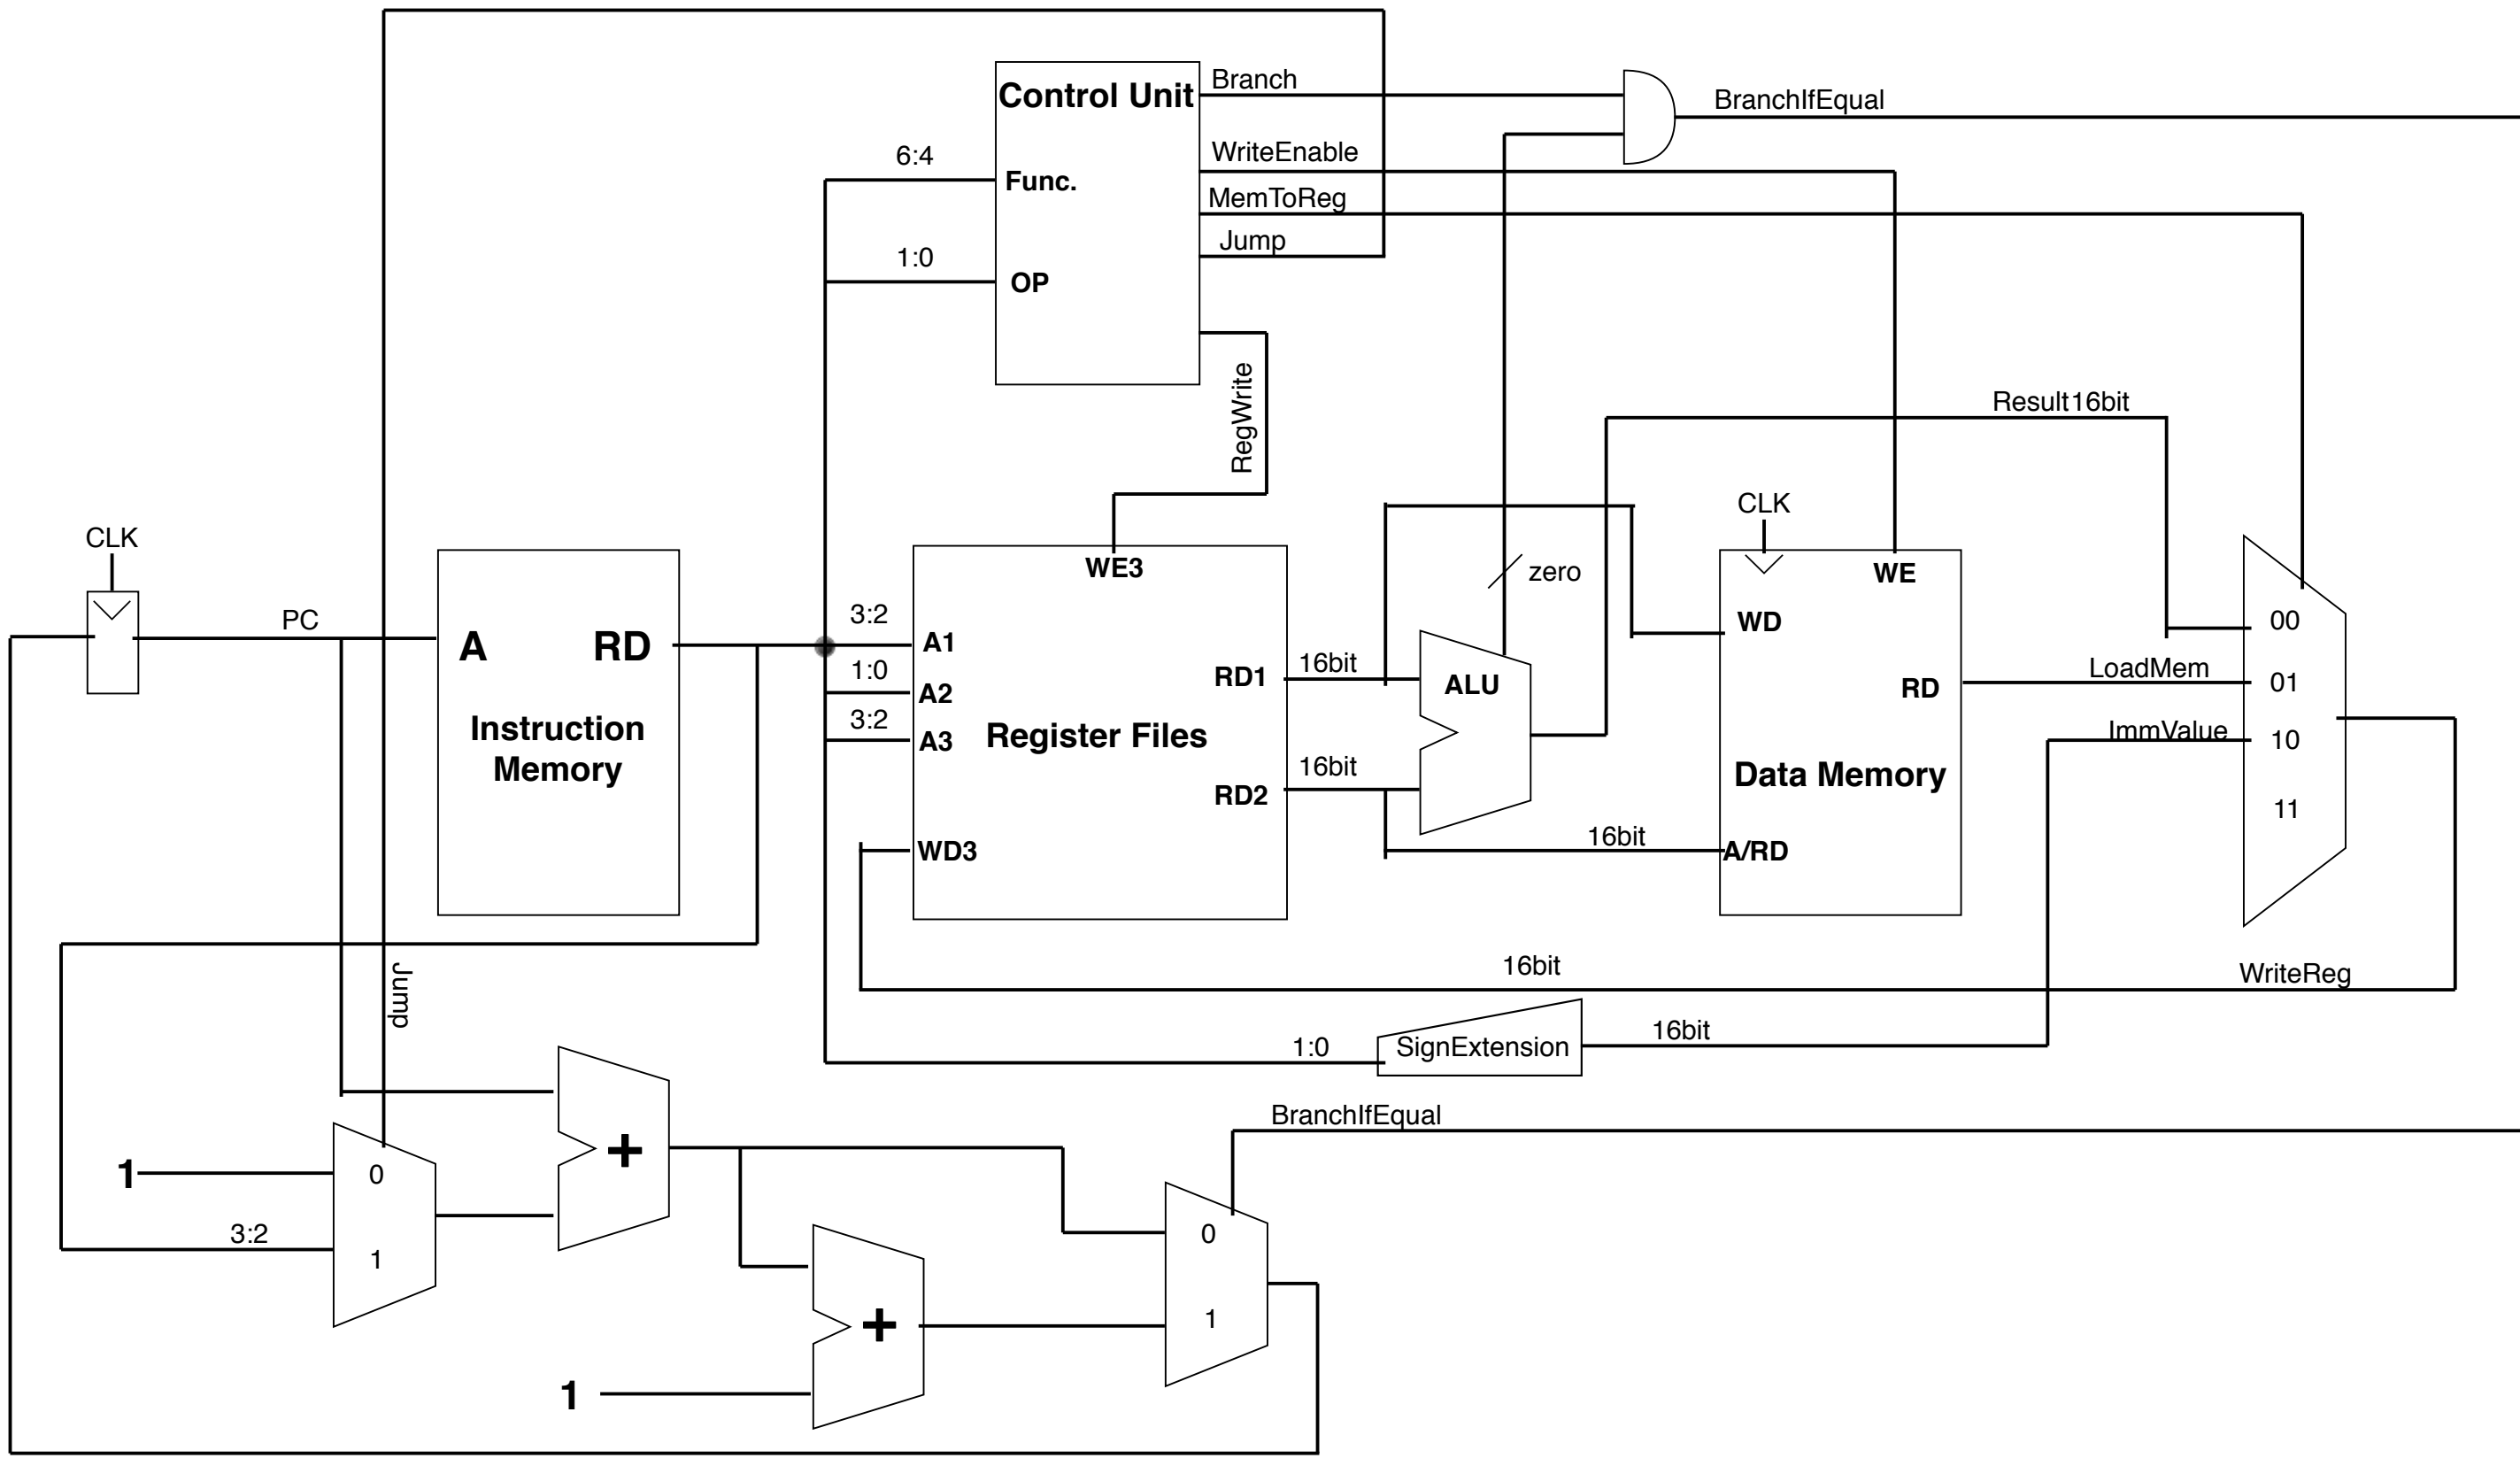 Control Unit
Branch
BranchIfEqual
WriteEnable
6:4
Func.
MemToReg
Jump
1:0
OP
RegWrite
Result16bit
CLK
CLK
WE3
zero
WE
PC
3:2
WD
00
A
RD
A1
1:0
16bit
LoadMem
RD1
ALU
RD
01
A2
3:2
ImmValue
Instruction
Memory
A3
Register Files
10
16bit
RD2
Data Memory
11
16bit
WD3
A/RD
16bit
WriteReg
Jump
1:0
SignExtension
16bit
BranchIfEqual
+
1
0
3:2
1
0
+
1
1